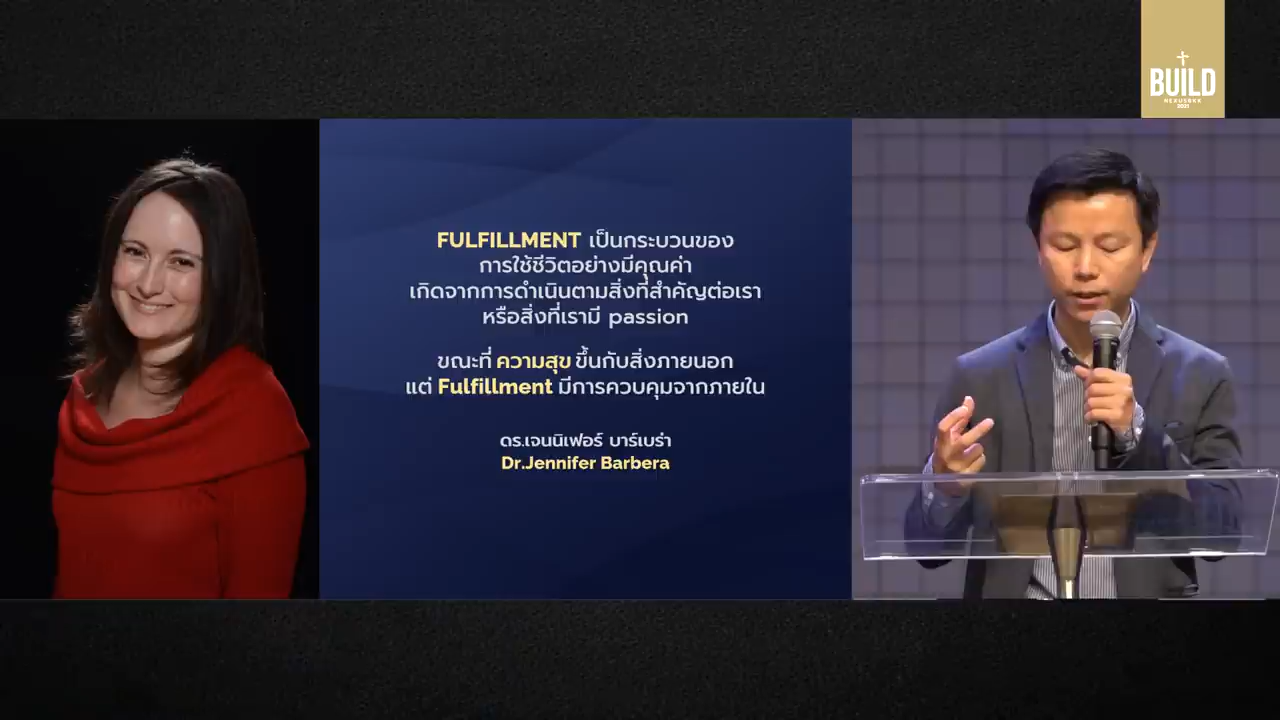 BUILD
NEXUSBKK
2021
FULFILLMENT เป็นกระบวนของ
การใช้ชีวิตอย่างมีคุณค่า
เกิดจากการดำเนินตามสิ่งที่สำคัญต่อเรา
หรือสิ่งที่เรามี passion
ขณะที่ ความสุข ขึ้นกับสิ่งภายนอก
แต่ Fulfillment มีการควบคุมจากภายใน
ดร.เจนนิเฟอร์ บาร์เบร่า
Dr.Jennifer Barbera